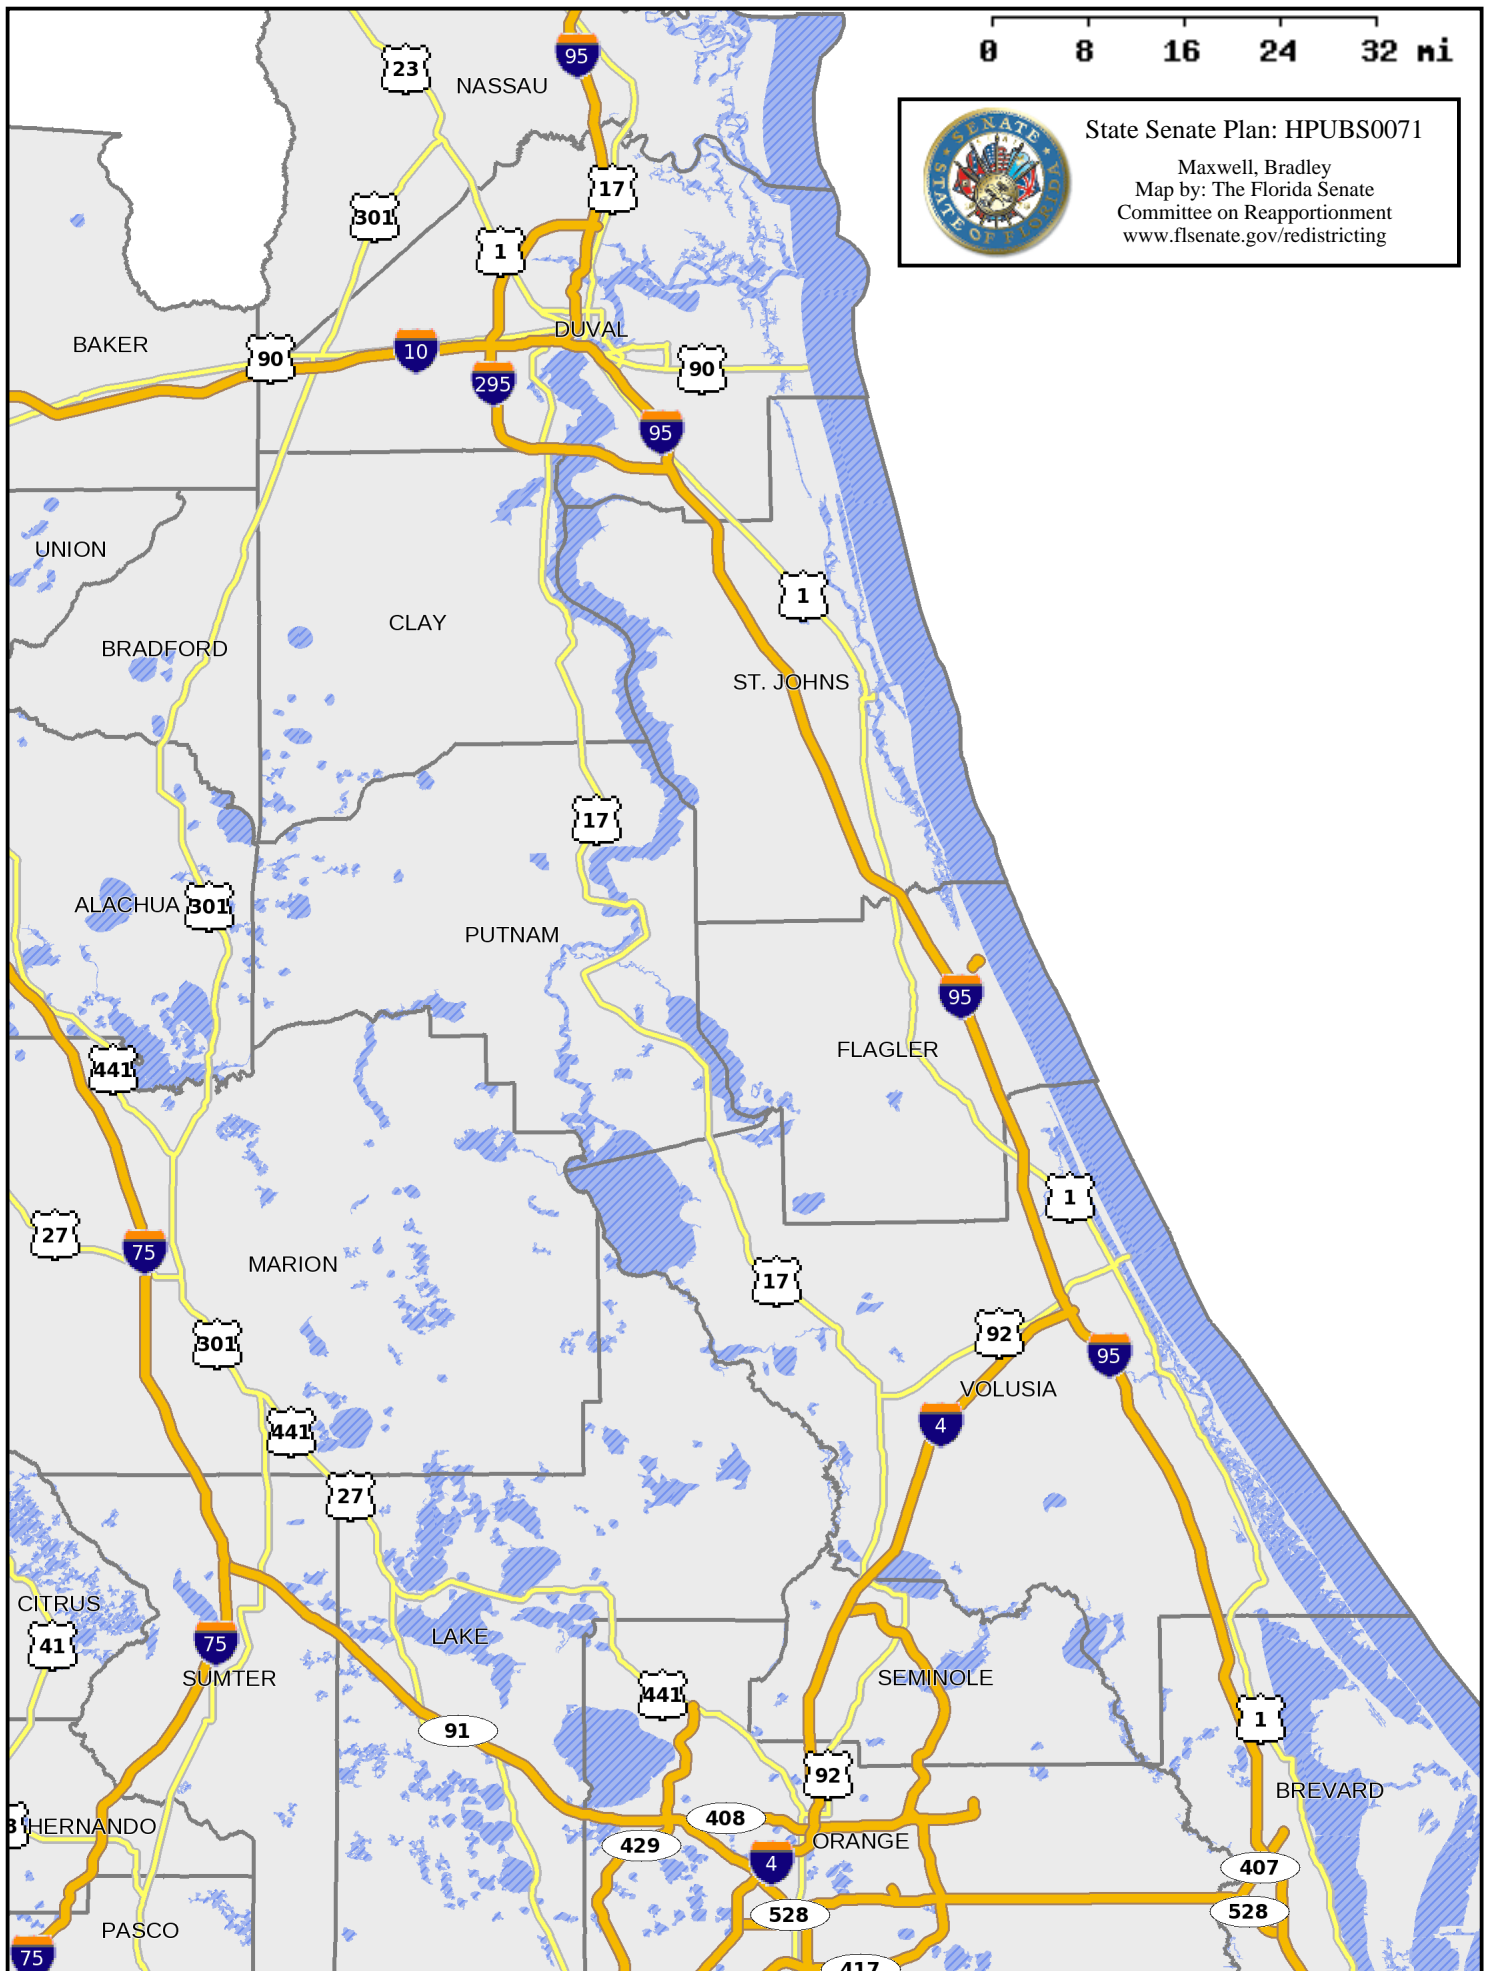 0 8 16 24 32 mi
State Senate Plan: HPUBS0071
Maxwell, Bradley
Map by: The Florida Senate
Committee on Reapportionment
www.flsenate.gov/redistricting
SENATE
STATE OF FLORIDA
95
23
NASSAU
17
301
1
DUVAL
BAKER
90
10
90
295
95
UNION
1
CLAY
BRADFORD
ST. JOHNS
17
ALACHUA
301
PUTNAM
95
FLAGLER
441
1
27
75
MARION
17
301
92
95
VOLUSIA
4
441
27
CITRUS
41
75
LAKE
SUMTER
SEMINOLE
441
1
91
92
BREVARD
408
HERNANDO
429
ORANGE
4
407
528
528
PASCO
75
417